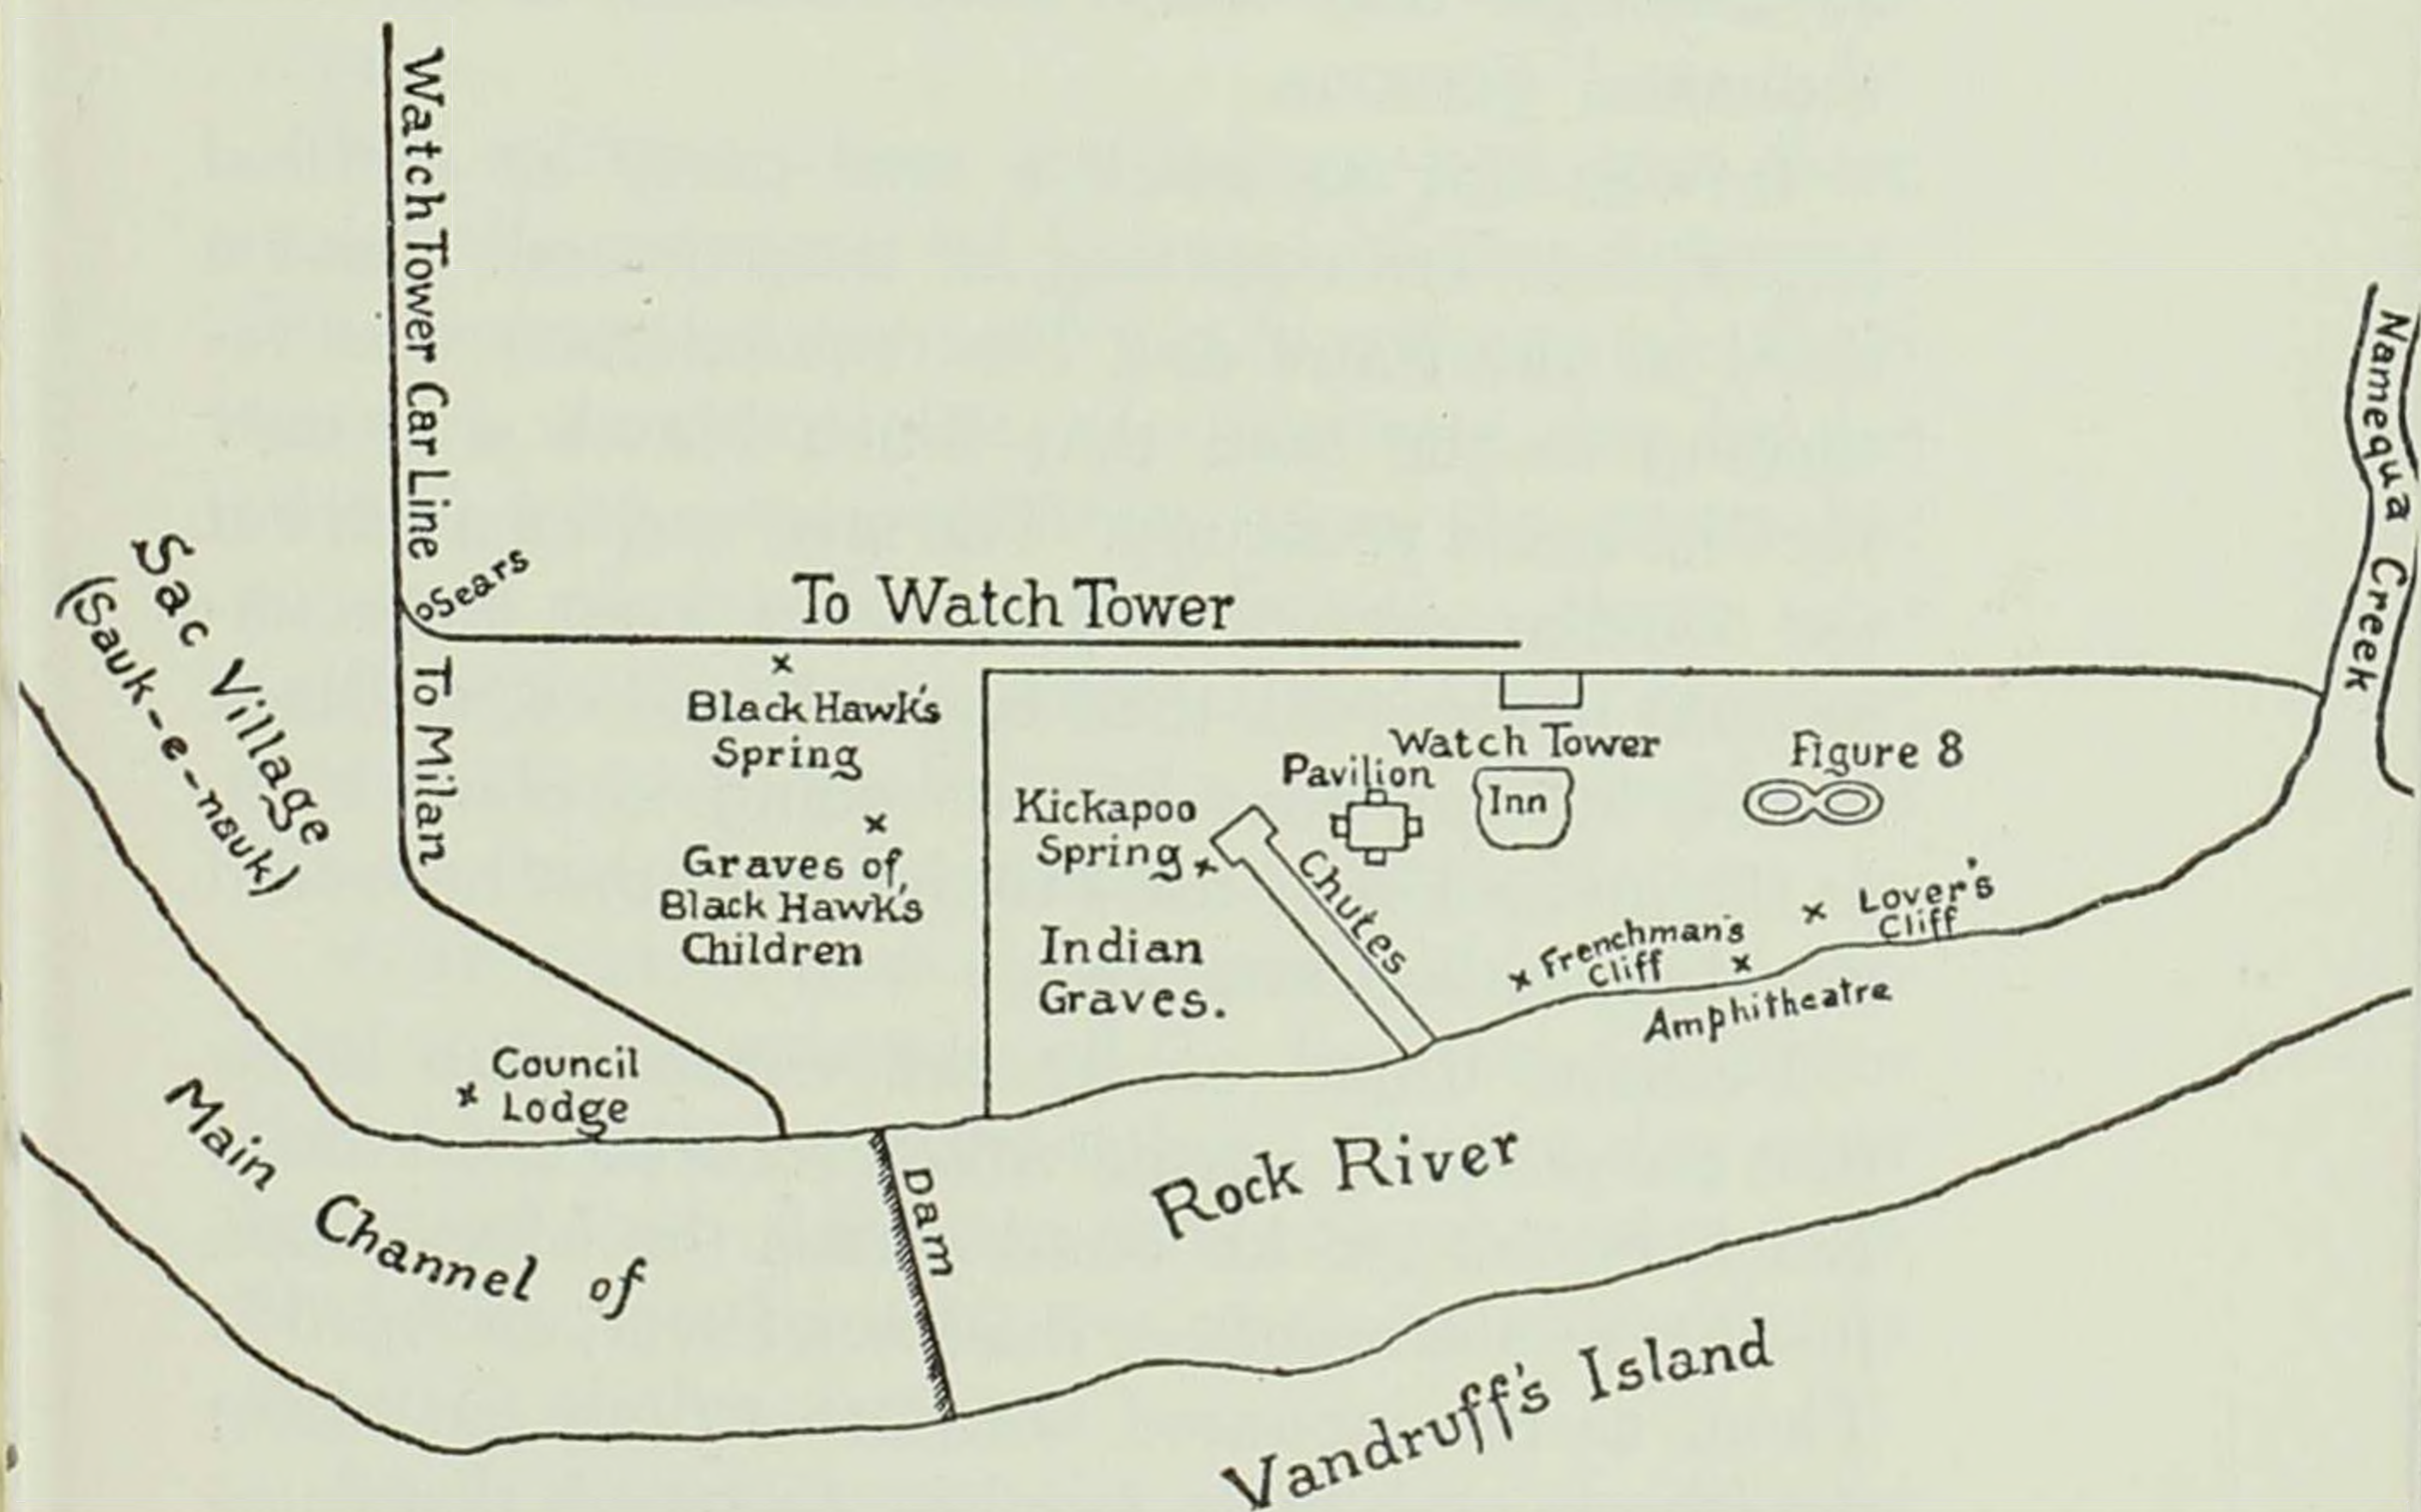 Watch Tower Car Line
Sears
To Watch Tower
Namequa Creek
Sac Village
(Sauk-e-nauk)
To Milan
Black Hawk's
Spring
Graves of
Black Hawk's
Children
Council
Lodge
Kickapoo
Spring
Indian
Graves.
Chutes
Pavilion
Watch Tower
Inn
Figure 8
Frenchman's
Cliff
Lover's
Cliff
Amphitheatre
Main Channel of
Rock River
Dam
Vandruff's Island